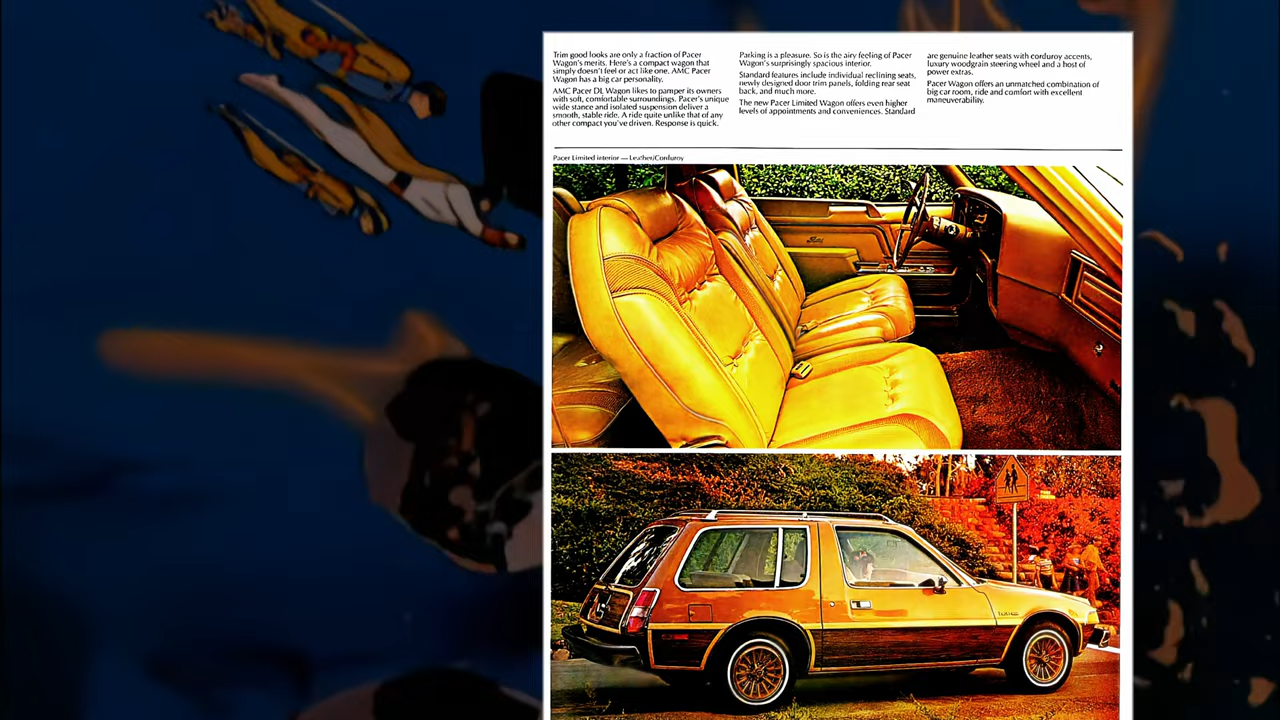 Trim good looks are only a fraction of Pacer
Wagon's merits. Here's a compact wagon that
simply doesn't feel or act like one. AMC Pacer
Wagon has a big car personality.
AMC Pacer DL Wagon likes to pamper its owners
with soft, comfortable surroundings. Pacer's unique
wide stance and isolated suspension deliver a
smooth, stable ride. A ride quite unlike that of any
other compact you've driven. Response is quick.
Parking is a pleasure. So is the airy feeling of Pacer
Wagon's surprisingly spacious interior.
Standard features include individual reclining seats,
newly designed door trim panels, folding rear seat
back, and much more.
The new Pacer Limited Wagon offers even higher
levels of appointments and conveniences. Standard
are genuine leather seats with corduroy accents,
luxury woodgrain steering wheel and a host of
power extras.
Pacer Wagon offers an unmatched combination of
big car room, ride and comfort with excellent
maneuverability.
Pacer Limited interior — Leather/Corduroy